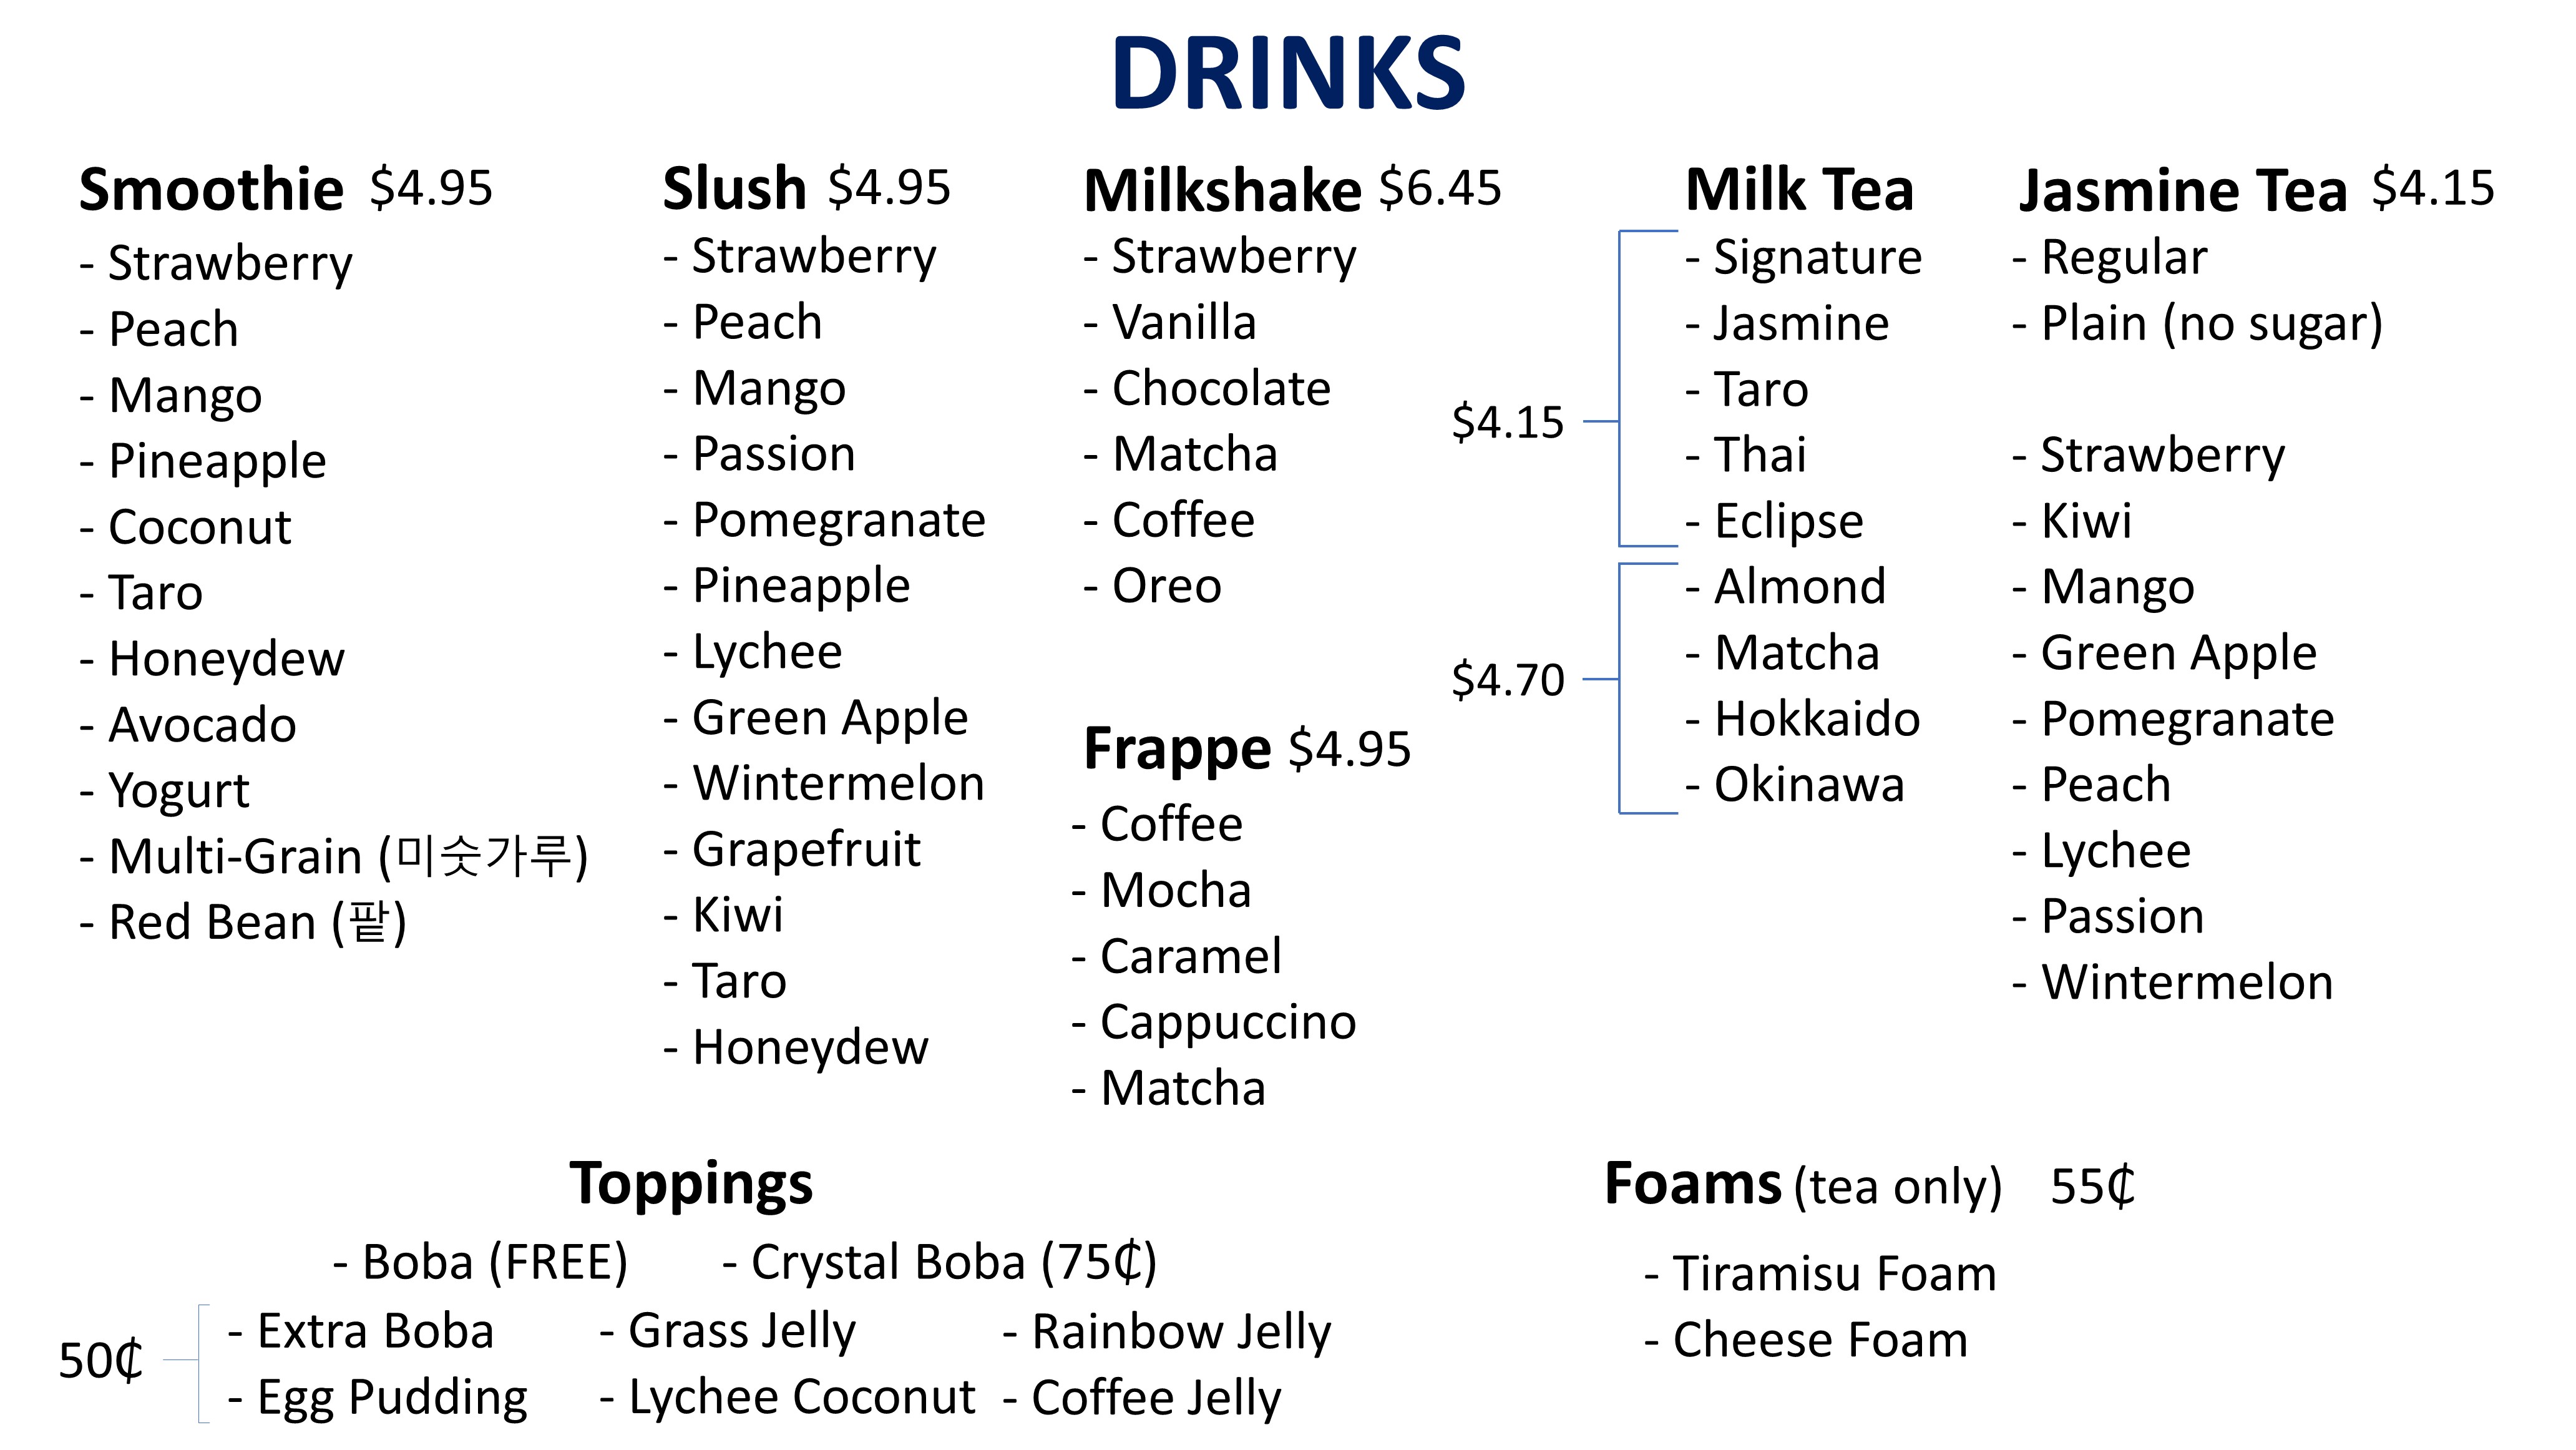 DRINKS
Smoothie $4.95
- Strawberry
- Peach
- Mango
- Pineapple
- Coconut
- Taro
- Honeydew
- Avocado
- Yogurt
- Multi-Grain (미숫가루)
- Red Bean (팥)
Slush $4.95
- Strawberry
- Peach
- Mango
- Passion
- Pomegranate
- Pineapple
- Lychee
- Green Apple
- Wintermelon
- Grapefruit
- Kiwi
- Taro
- Honeydew
Milkshake $6.45
- Strawberry
- Vanilla
- Chocolate
- Matcha
- Coffee
- Oreo
Frappe $4.95
- Coffee
- Mocha
- Caramel
- Cappuccino
- Matcha
Milk Tea
$4.15
- Signature
- Jasmine
- Taro
- Thai
- Eclipse
$4.70
- Almond
- Matcha
- Hokkaido
- Okinawa
Jasmine Tea $4.15
- Regular
- Plain (no sugar)
- Strawberry
- Kiwi
- Mango
- Green Apple
- Pomegranate
- Peach
- Lychee
- Passion
- Wintermelon
Toppings
- Boba (FREE) - Crystal Boba (75₵)
50₵
- Extra Boba - Grass Jelly - Rainbow Jelly
- Egg Pudding - Lychee Coconut - Coffee Jelly
Foams (tea only) 55₵
- Tiramisu Foam
- Cheese Foam